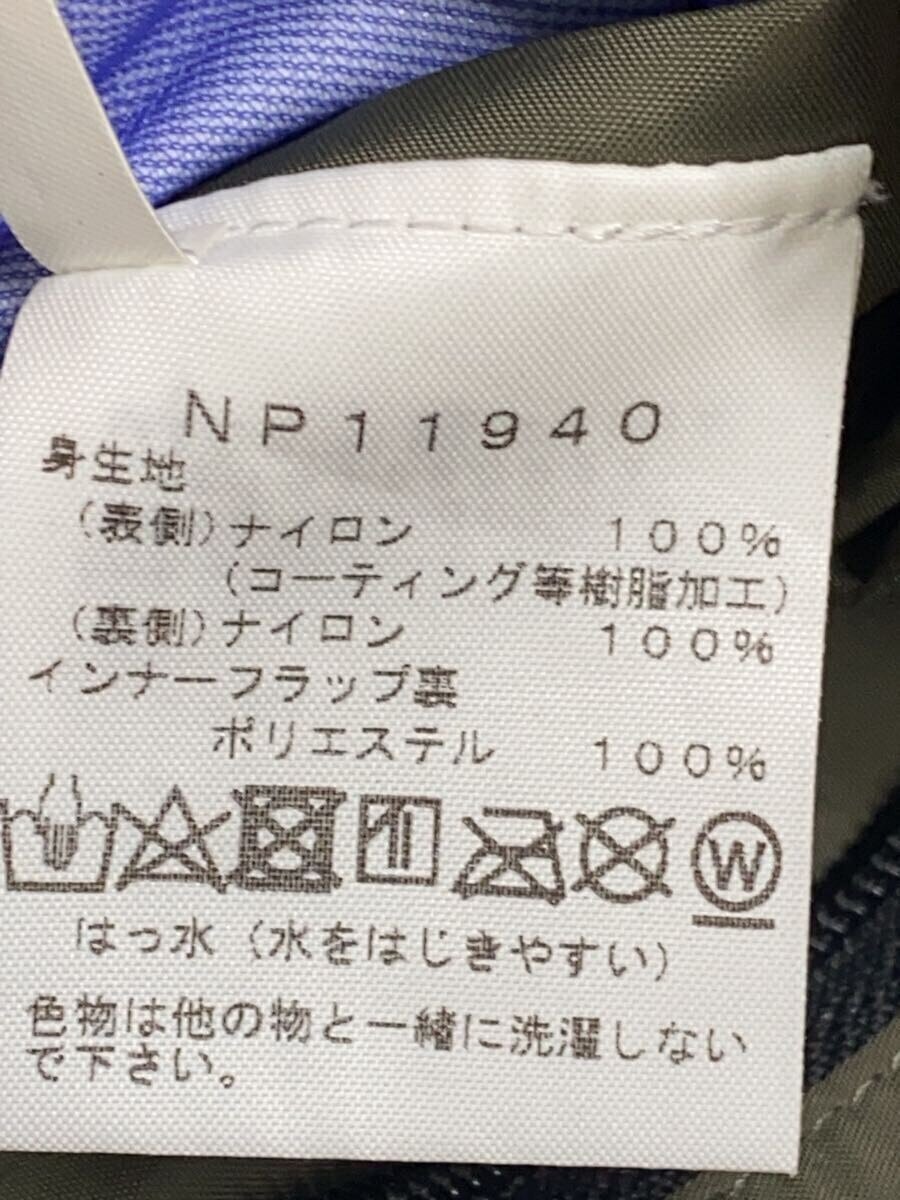 NP11940
身生地
(表側)ナイロン 100%
(コーティング等樹脂加工)
(裏側)ナイロン 100%
インナーフラップ裏
ポリエステル 100%
W
はっ水(水をはじきやすい)
色物は他の物と一緒に洗濯しない
で下さい。